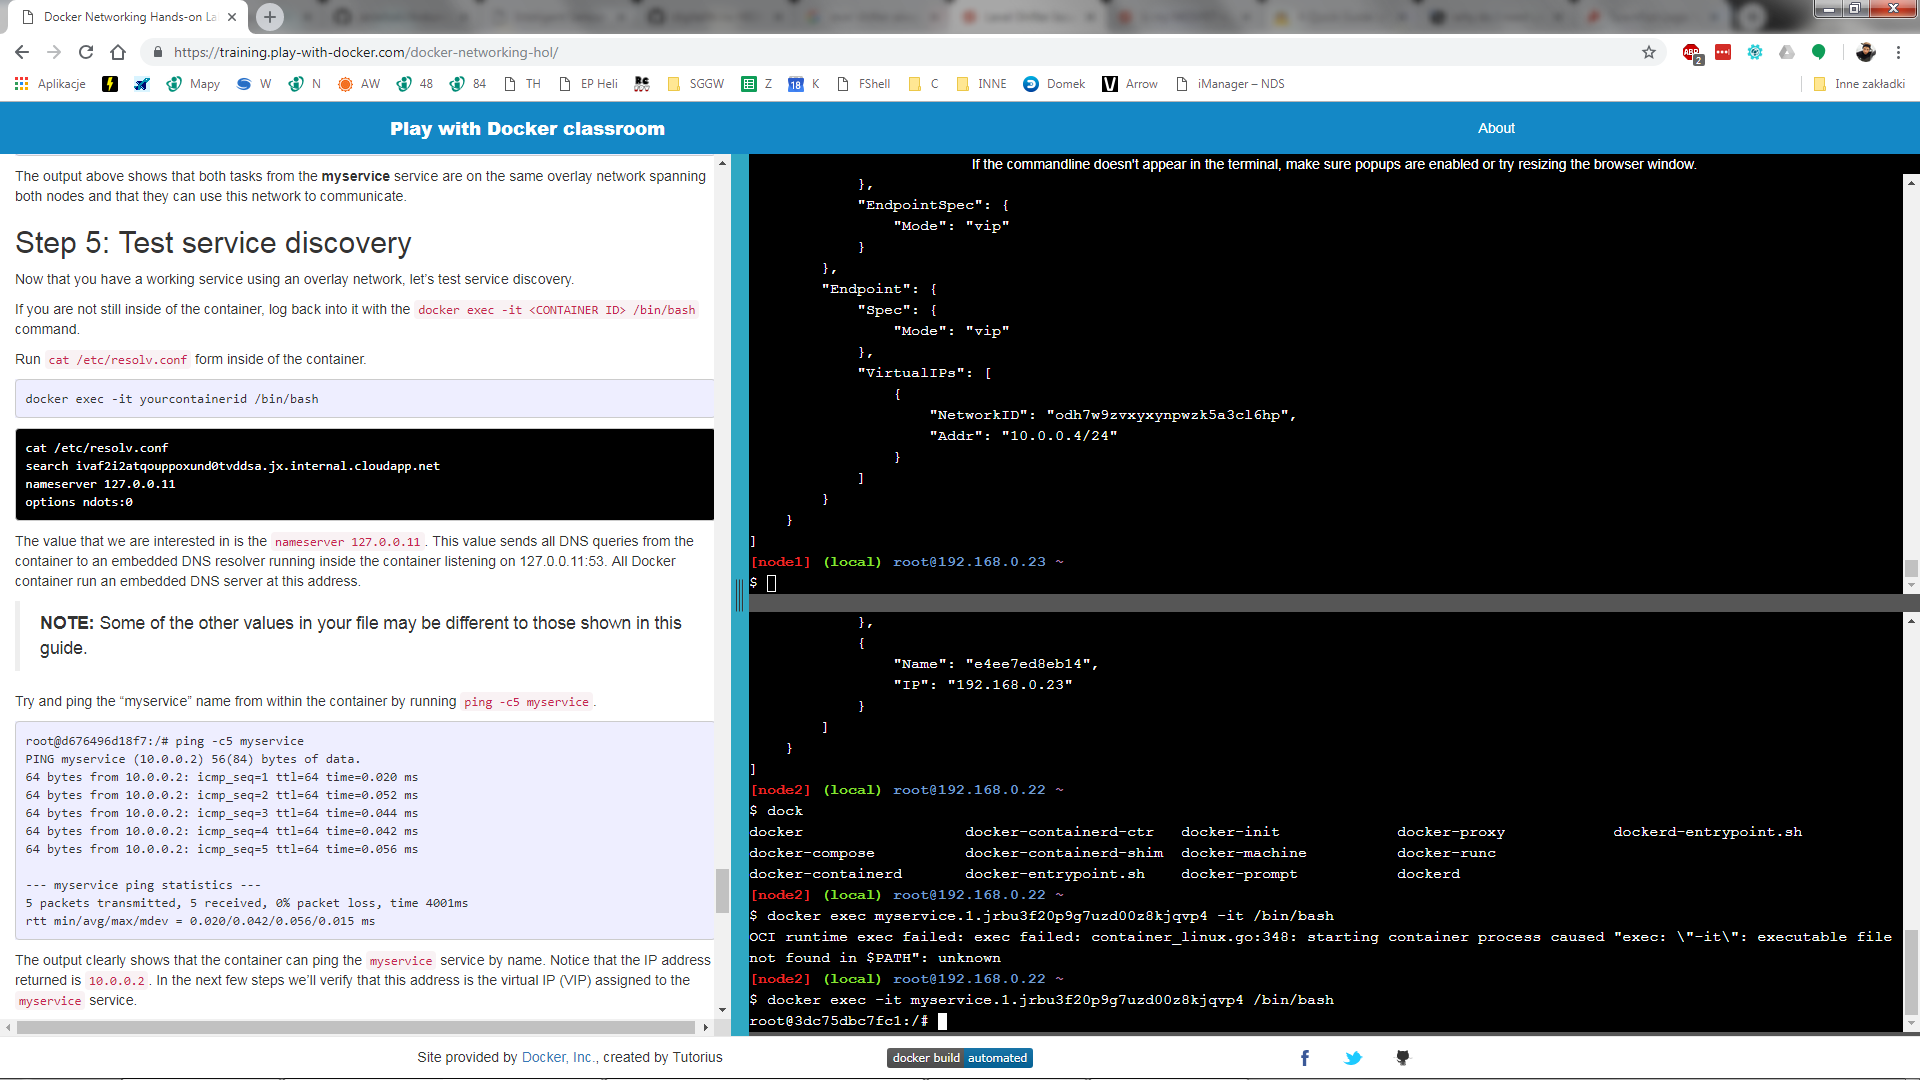 Docker Networking Hands-on La
https://training.play-with-docker.com/docker-networking-hol/
ABP
2
Aplikacje
Mapy
W
N
AW
48
84
TH
EP Heli
RC
SGGW
Z
18
K
FShell
C
INNE
Domek
V
Arrow
iManager – NDS
Inne zakładki
Play with Docker classroom
About
The output above shows that both tasks from the myservice service are on the same overlay network spanning
both nodes and that they can use this network to communicate.
Step 5: Test service discovery
Now that you have a working service using an overlay network, let’s test service discovery.
If you are not still inside of the container, log back into it with the docker exec -it <CONTAINER ID> /bin/bash
command.
Run cat /etc/resolv.conf form inside of the container.
docker exec -it yourcontainerid /bin/bash
cat /etc/resolv.conf
search ivaf2i2atqouppoxund0tvddsa.jx.internal.cloudapp.net
nameserver 127.0.0.11
options ndots:0
The value that we are interested in is the nameserver 127.0.0.11 . This value sends all DNS queries from the
container to an embedded DNS resolver running inside the container listening on 127.0.0.11:53. All Docker
container run an embedded DNS server at this address.
NOTE: Some of the other values in your file may be different to those shown in this
guide.
Try and ping the “myservice” name from within the container by running ping -c5 myservice .
root@d676496d18f7:/# ping -c5 myservice
PING myservice (10.0.0.2) 56(84) bytes of data.
64 bytes from 10.0.0.2: icmp_seq=1 ttl=64 time=0.020 ms
64 bytes from 10.0.0.2: icmp_seq=2 ttl=64 time=0.052 ms
64 bytes from 10.0.0.2: icmp_seq=3 ttl=64 time=0.044 ms
64 bytes from 10.0.0.2: icmp_seq=4 ttl=64 time=0.042 ms
64 bytes from 10.0.0.2: icmp_seq=5 ttl=64 time=0.056 ms
--- myservice ping statistics ---
5 packets transmitted, 5 received, 0% packet loss, time 4001ms
rtt min/avg/max/mdev = 0.020/0.042/0.056/0.015 ms
The output clearly shows that the container can ping the myservice service by name. Notice that the IP address
returned is 10.0.0.2 . In the next few steps we’ll verify that this address is the virtual IP (VIP) assigned to the
myservice service.
If the commandline doesn't appear in the terminal, make sure popups are enabled or try resizing the browser window.
},
"EndpointSpec": {
"Mode": "vip"
}
},
"Endpoint": {
"Spec": {
"Mode": "vip"
},
"VirtualIPs": [
{
"NetworkID": "odh7w9zvxyxynpwzk5a3cl6hp",
"Addr": "10.0.0.4/24"
}
]
}
}
]
[node1] (local) root@192.168.0.23 ~
$
},
{
"Name": "e4ee7ed8eb14",
"IP": "192.168.0.23"
}
]
}
]
[node2] (local) root@192.168.0.22 ~
$ dock
docker docker-containerd-ctr docker-init docker-proxy dockerd-entrypoint.sh
docker-compose docker-containerd-shim docker-machine docker-runc
docker-containerd docker-entrypoint.sh docker-prompt dockerd
[node2] (local) root@192.168.0.22 ~
$ docker exec myservice.1.jrbu3f20p9g7uzd00z8kjqvp4 -it /bin/bash
OCI runtime exec failed: exec failed: container_linux.go:348: starting container process caused "exec: \"-it\": executable file
not found in $PATH": unknown
[node2] (local) root@192.168.0.22 ~
$ docker exec -it myservice.1.jrbu3f20p9g7uzd00z8kjqvp4 /bin/bash
root@3dc75dbc7fc1:/#
Site provided by Docker, Inc., created by Tutorius
docker build automated